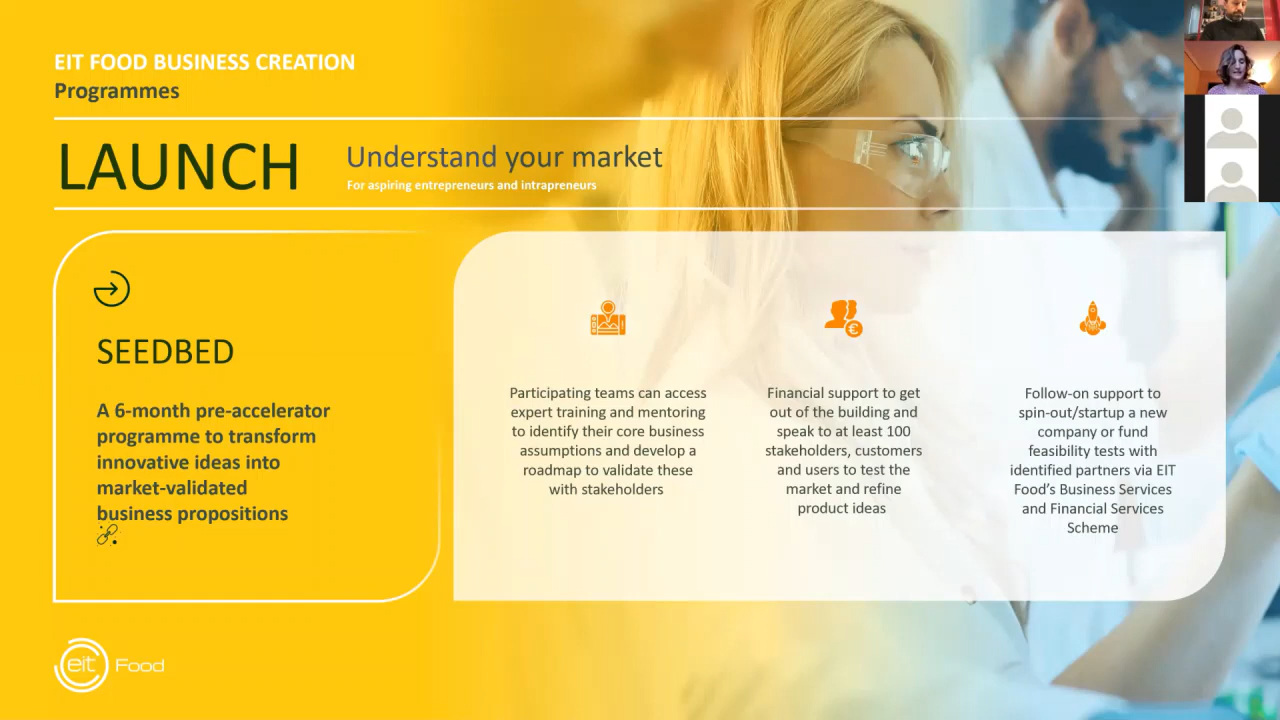 EIT FOOD BUSINESS CREATION
Programmes
LAUNCH
Understand your market
For aspiring entrepreneurs and intrapreneurs
SEEDBED
A 6-month pre-accelerator
programme to transform
innovative ideas into
market-validated
business propositions
Participating teams can access
expert training and mentoring
to identify their core business
assumptions and develop a
roadmap to validate these
with stakeholders
Financial support to get
out of the building and
speak to at least 100
stakeholders, customers
and users to test the
market and refine
product ideas
Follow-on support to
spin-out/startup a new
company or fund
feasibility tests with
identified partners via EIT
Food's Business Services
and Financial Services
Scheme
eit Food